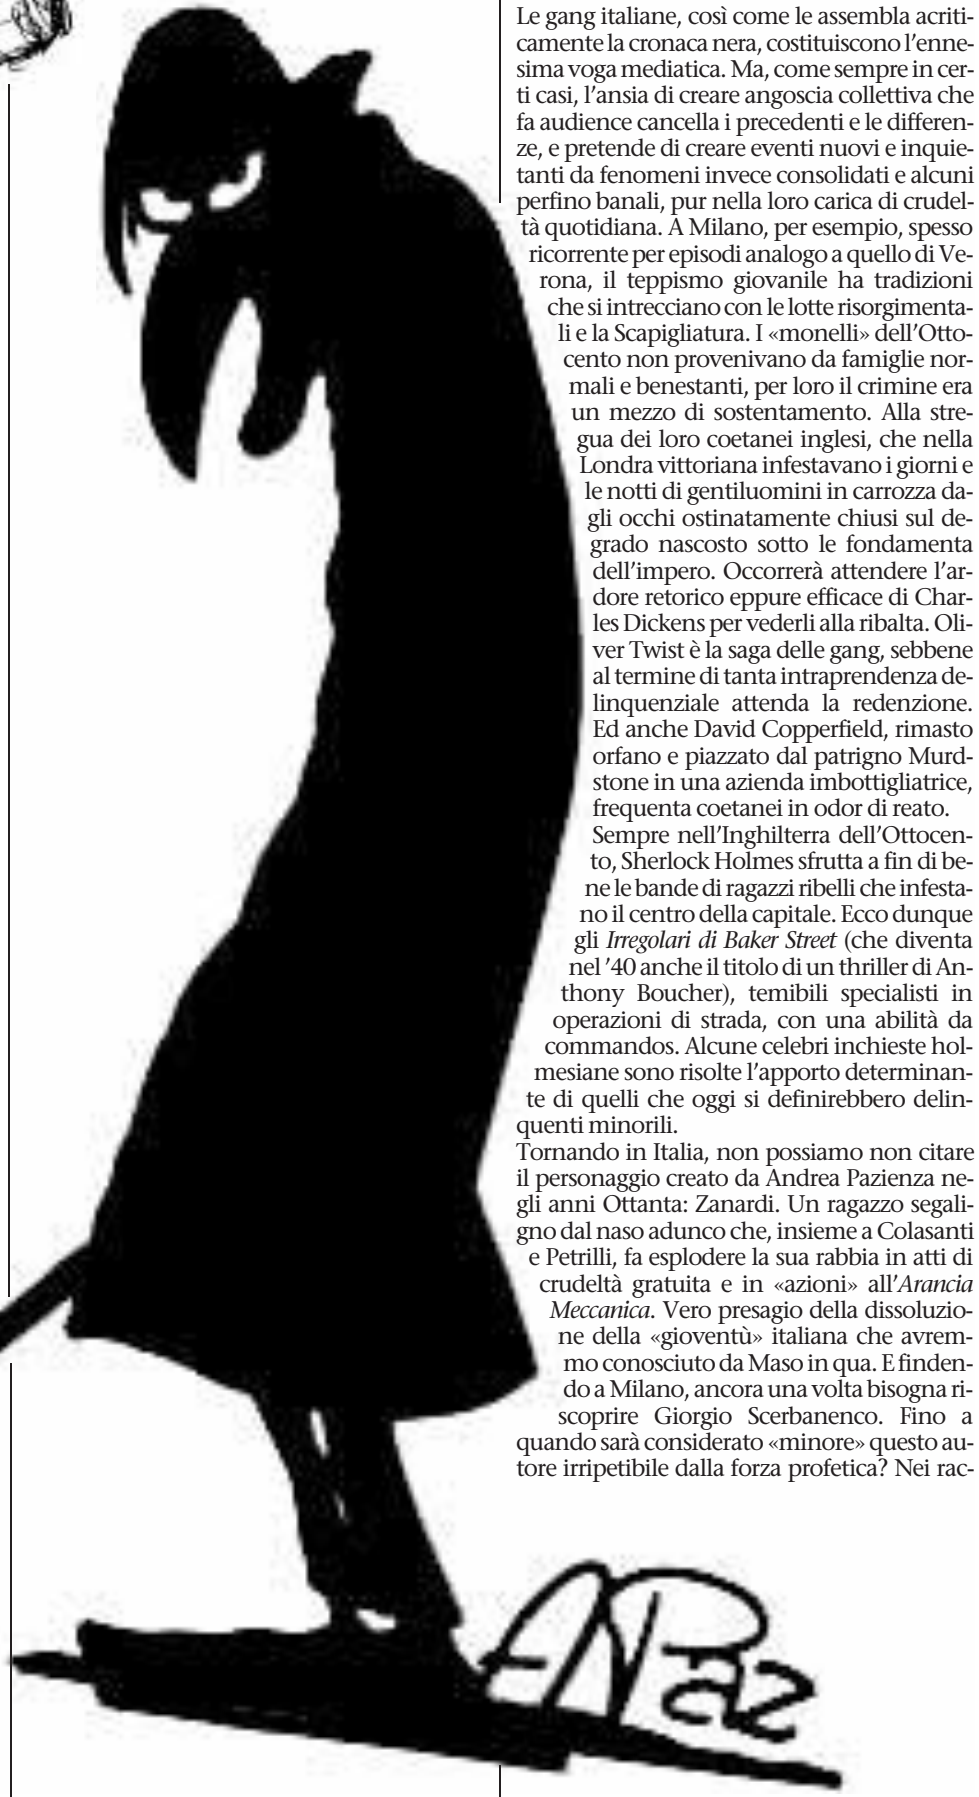 Le gang italiane, così come le assembla acriti-
camente la cronaca nera, costituiscono l'enne-
sima voga mediatica. Ma, come sempre in cer-
ti casi, l'ansia di creare angoscia collettiva che
fa audience cancella i precedenti e le differen-
ze, e pretende di creare eventi nuovi e inquie-
tanti da fenomeni invece consolidati e alcuni
perfino banali, pur nella loro carica di crudel-
tà quotidiana. A Milano, per esempio, spesso
ricorrente per episodi analogo a quello di Ve-
rona, il teppismo giovanile ha tradizioni
che si intrecciano con le lotte risorgimenta-
li e la Scapigliatura. I «monelli» dell'Otto-
cento non provenivano da famiglie nor-
mali e benestanti, per loro il crimine era
un mezzo di sostentamento. Alla stre-
gua dei loro coetanei inglesi, che nella
Londra vittoriana infestavano i giorni e
le notti di gentiluomini in carrozza da-
gli occhi ostinatamente chiusi sul de-
grado nascosto sotto le fondamenta
dell'impero. Occorrerà attendere l'ar-
dore retorico eppure efficace di Char-
les Dickens per vederli alla ribalta. Oli-
ver Twist è la saga delle gang, sebbene
al termine di tanta intraprendenza de-
linquenziale attenda la redenzione.
Ed anche David Copperfield, rimasto
orfano e piazzato dal patrigno Murd-
stone in una azienda imbottigliatrice,
frequenta coetanei in odor di reato.
Sempre nell'Inghilterra dell'Ottocen-
to, Sherlock Holmes sfrutta a fin di be-
ne le bande di ragazzi ribelli che infesta-
no il centro della capitale. Ecco dunque
gli Irregolari di Baker Street (che diventa
nel '40 anche il titolo di un thriller di An-
thony Boucher), temibili specialisti in
operazioni di strada, con una abilità da
commandos. Alcune celebri inchieste hol-
mesiane sono risolte l'apporto determinan-
te di quelli che oggi si definirebbero delin-
quenti minorili.
Tornando in Italia, non possiamo non citare
il personaggio creato da Andrea Pazienza ne-
gli anni Ottanta: Zanardi. Un ragazzo segali-
gno dal naso adunco che, insieme a Colasanti
e Petrilli, fa esplodere la sua rabbia in atti di
crudeltà gratuita e in «azioni» all'Arancia
Meccanica. Vero presagio della dissoluzio-
ne della «gioventù» italiana che avrem-
mo conosciuto da Maso in qua. E finden-
do a Milano, ancora una volta bisogna ri-
scoprire Giorgio Scerbanenco. Fino a
quando sarà considerato «minore» questo au-
tore irripetibile dalla forza profetica? Nei rac-
APaz